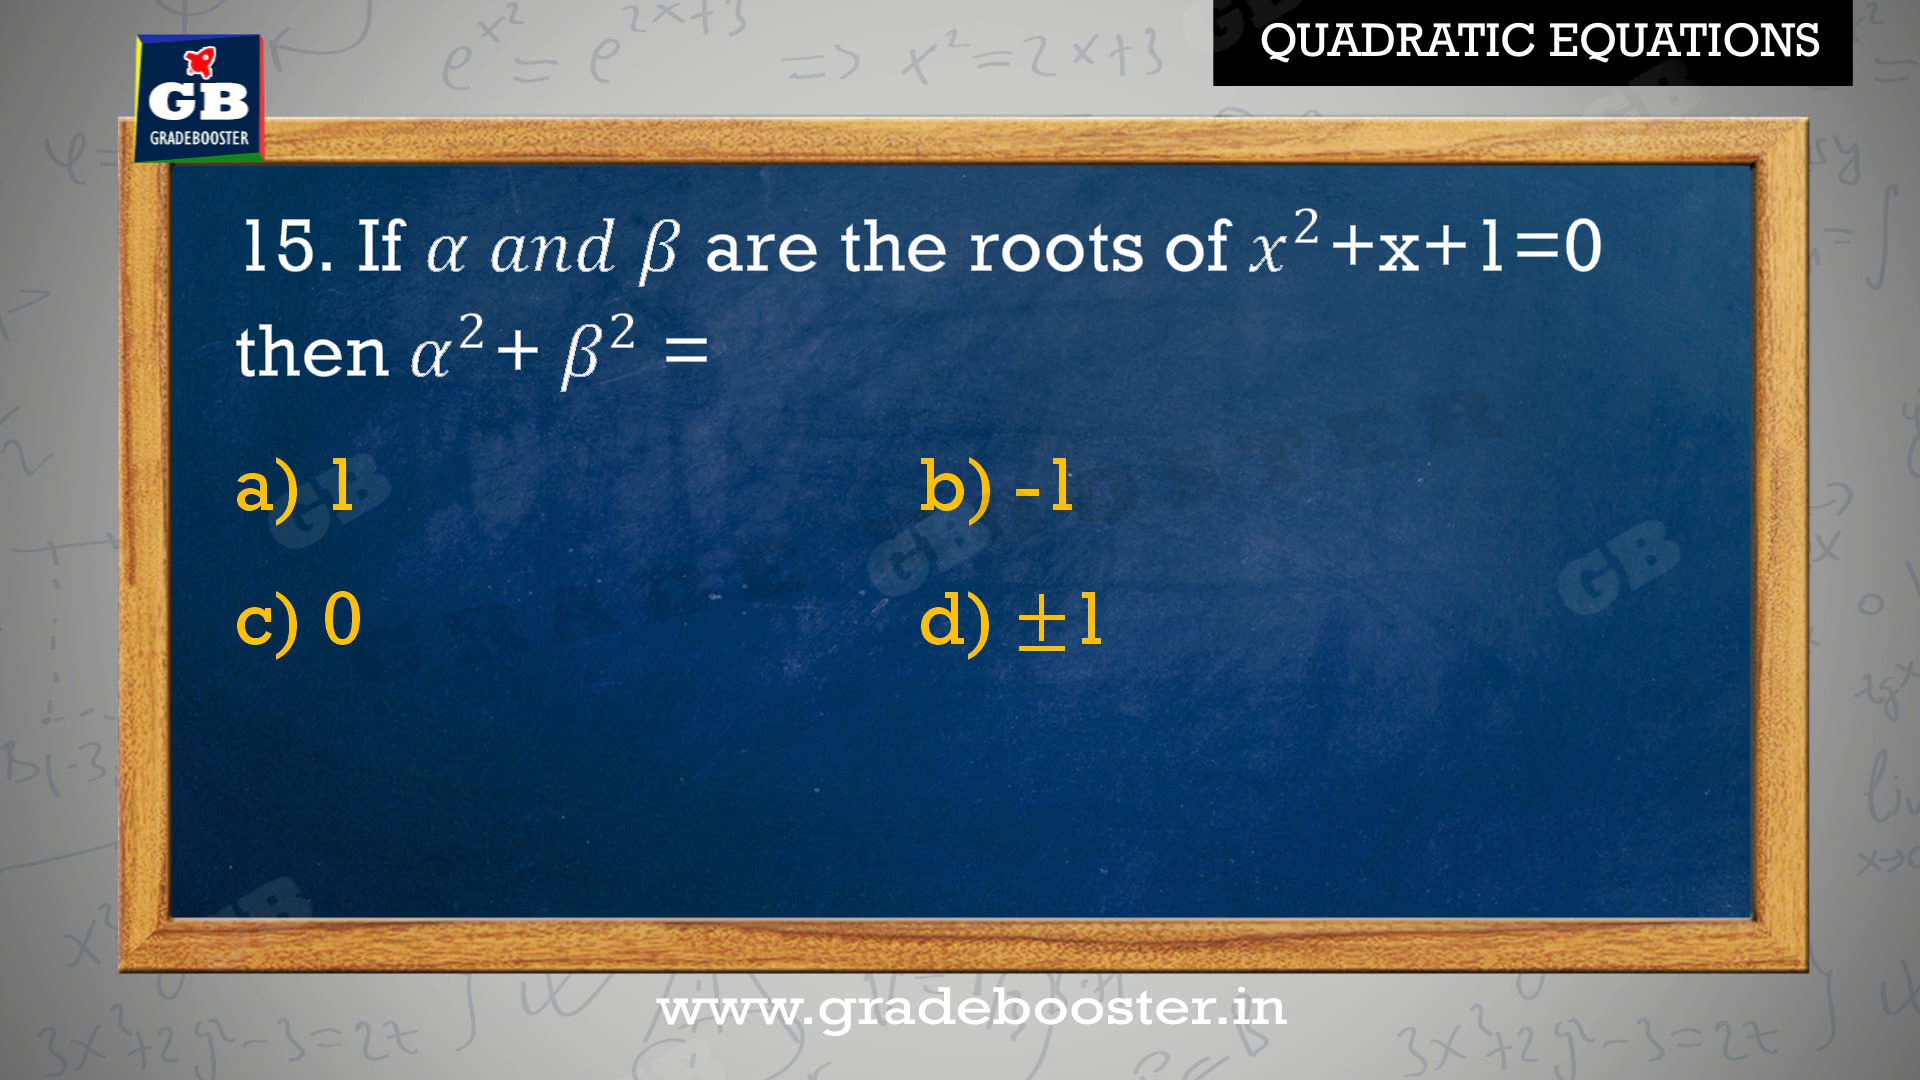 QUADRATIC EQUATIONS
GB
GRADEBOOSTER
15. If α and β are the roots of x²+x+1=0
then α²+ β² =
a) 1
b) -1
c) 0
d) ±1
www.gradebooster.in